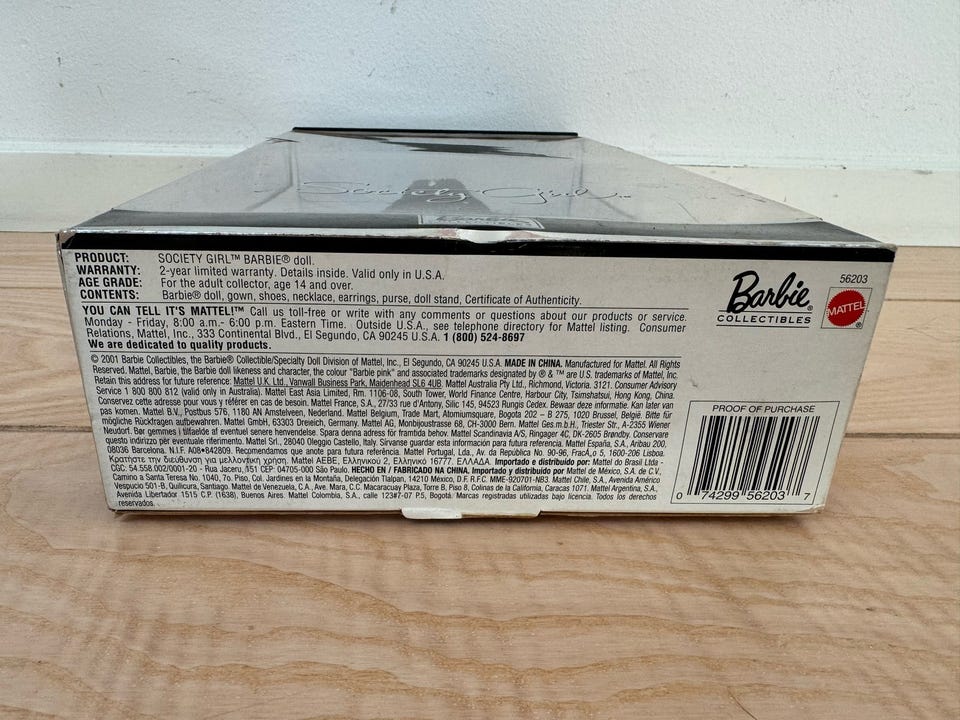 Society Girl™
PRODUCT: SOCIETY GIRL™ BARBIE® doll.
WARRANTY: 2-year limited warranty. Details inside. Valid only in U.S.A.
AGE GRADE: For the adult collector, age 14 and over.
CONTENTS: Barbie® doll, gown, shoes, necklace, earrings, purse, doll stand, Certificate of Authenticity.
YOU CAN TELL IT'S MATTEL!™ Call us toll-free or write with any comments or questions about our products or service.
Monday - Friday, 8:00 a.m.- 6:00 p.m. Eastern Time. Outside U.S.A., see telephone directory for Mattel listing. Consumer
Relations, Mattel, Inc., 333 Continental Blvd., El Segundo, CA 90245 U.S.A. 1 (800) 524-8697
We are dedicated to quality products.
© 2001 Barbie Collectibles, the Barbie® Collectible/Specialty Doll Division of Mattel, Inc., El Segundo, CA 90245 U.S.A. MADE IN CHINA. Manufactured for Mattel. All Rights
Reserved. Mattel, Barbie, the Barbie doll likeness and character, the colour "Barbie pink" and associated trademarks designated by ® & ™ are U.S. trademarks of Mattel, Inc.
Retain this address for future reference: Mattel U.K. Ltd., Vanwall Business Park, Maidenhead SL6 4UB. Mattel Australia Pty Ltd., Richmond, Victoria. 3121. Consumer Advisory
Service 1 800 800 812 (valid only in Australia). Mattel East Asia Limited, Rm. 1106-08, South Tower, World Finance Centre, Harbour City, Tsimshatsui, Hong Kong, China.
Conservez cette adresse pour vous y référer en cas de besoin. Mattel France, S.A., 27/33 rue d'Antony, Silic 145, 94523 Rungis Cedex. Bewaar deze informatie. Kan later van
pas komen. Mattel B.V., Postbus 576, 1180 AN Amstelveen, Nederland. Mattel Belgium, Trade Mart, Atomiumsquare, Bogota 202 – B 275, 1020 Brussel, België. Bitte für
mögliche Rückfragen aufbewahren. Mattel GmbH, 63303 Dreieich, Germany. Mattel AG, Monbijoustrasse 68, CH-3000 Bern. Mattel Ges.m.b.H., Triester Str., A-2355 Wiener
Neudorf. Bør gemmes i tilfælde af eventuel senere henvendelse. Spara denna adress för framtida behov. Mattel Scandinavia A/S, Ringager 4C, DK-2605 Brøndby. Conservare
questo indirizzo per eventuale riferimento. Mattel Srl., 28040 Oleggio Castello, Italy. Sírvanse guardar esta información para futura referencia. Mattel España, S.A., Aribau 200.
08036 Barcelona. N.I.F. A08•842809. Recomendamos que anote para futura referência. Mattel Portugal, Lda., Av. da República No. 90-96, FracA,o 5, 1600-206 Lisboa.
Κρατήστε την διεύθυνση για μελλοντική χρήση. Mattel AEBE, Ελληνικού 2, Ελληνικό 16777. ΕΛΛΑΔΑ. Importado e distribuido por: Mattel do Brasil Ltda -
CGC: 54.558.002/0001-20 - Rua Jaceru, 151 CEP: 04705-000 São Paulo. HECHO EN / FABRICADO NA CHINA. Importado y distribuido por Mattel de México, S.A. de C.V.,
Camino a Santa Teresa No. 1040, 7o. Piso, Col. Jardines en la Montaña, Delegación Tlalpan, 14210 México, D.F. R.F.C. MME-920701-NB3. Mattel Chile, S.A., Avenida Américo
Vespucio 501-B, Quilicura, Santiago. Mattel de Venezuela, C.A., Ave. Mara, C.C. Macaracuay Plaza, Torre B, Piso 8, Colinas de la California, Caracas 1071. Mattel Argentina, S.A.,
Avenida Libertador 1515 C.P. (1638), Buenos Aires. Mattel Colombia, S.A., calle 123#7-07 P.5, Bogotá. Marcas registradas utilizadas bajo licencia. Todos los derechos
reservados.
Barbie®
COLLECTIBLES
56203
MATTEL
PROOF OF PURCHASE
0 74299 56203 7